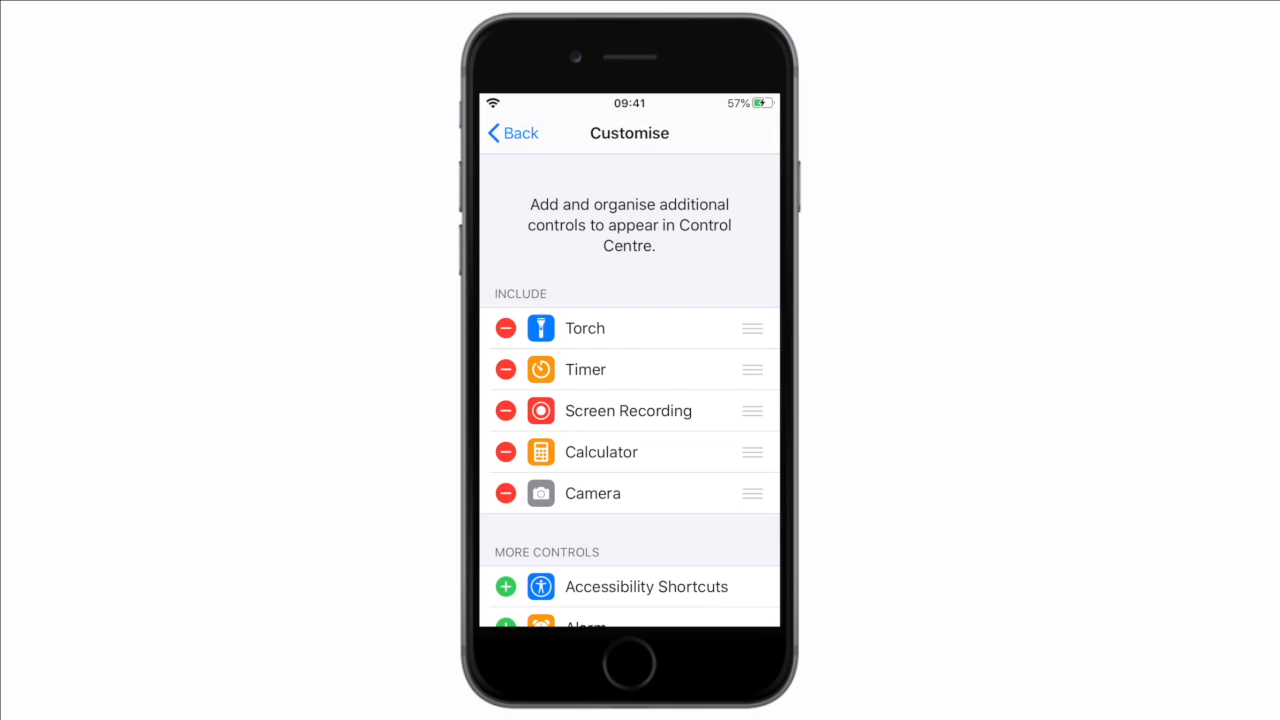 09:41
57%
Back
Customise
Add and organise additional
controls to appear in Control
Centre.
INCLUDE
Torch
Timer
Screen Recording
Calculator
Camera
MORE CONTROLS
Accessibility Shortcuts
Alarm